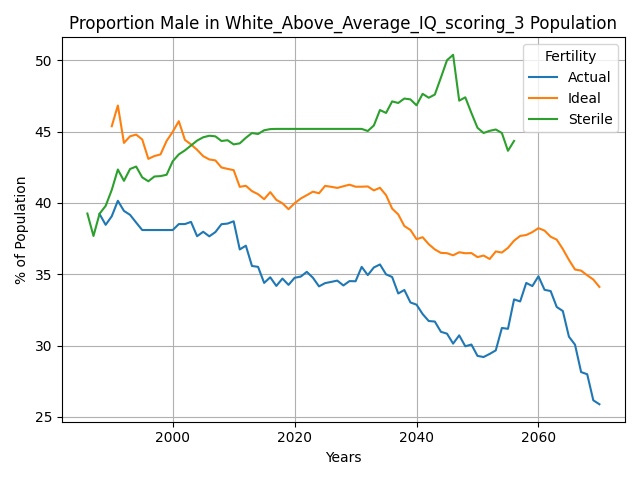 Proportion Male in White_Above_Average_IQ_scoring_3 Population
Fertility
Actual
Ideal
Sterile
% of Population
50
45
40
35
30
25
2000
2020
2040
2060
Years